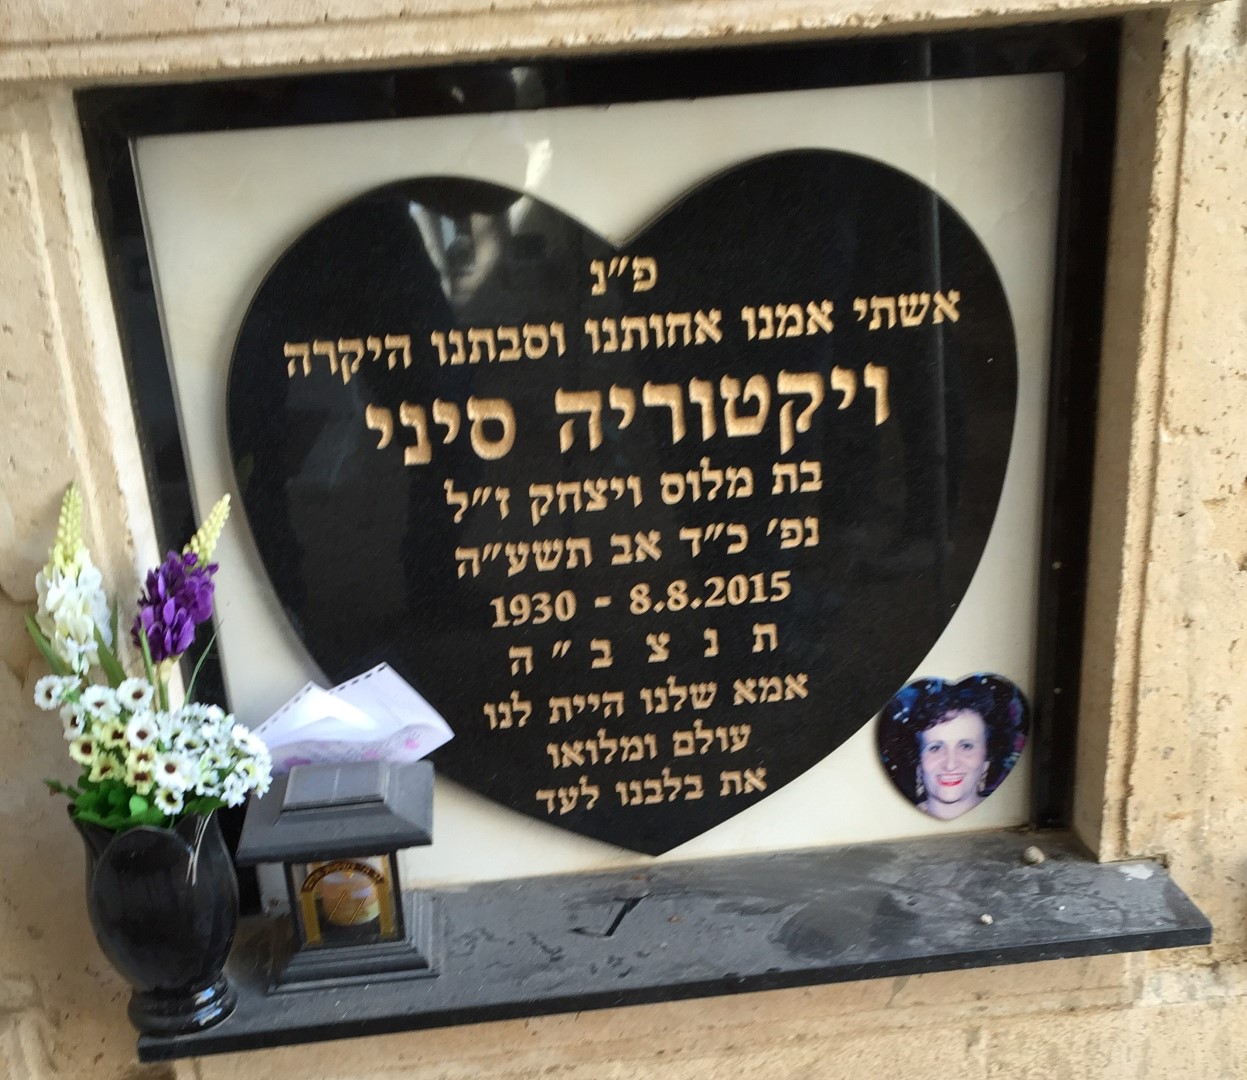 פ״נ
אשתי אמנו אחותנו וסבתנו היקרה
ויקטוריה סיני
בת מלוס ויצחק ז״ל
נפ׳ כ״ד אב תשע״ה
1930 - 8.8.2015
ת נ צ ב ״ ה
אמא שלנו היית לנו
עולם ומלואו
את בלבנו לעד